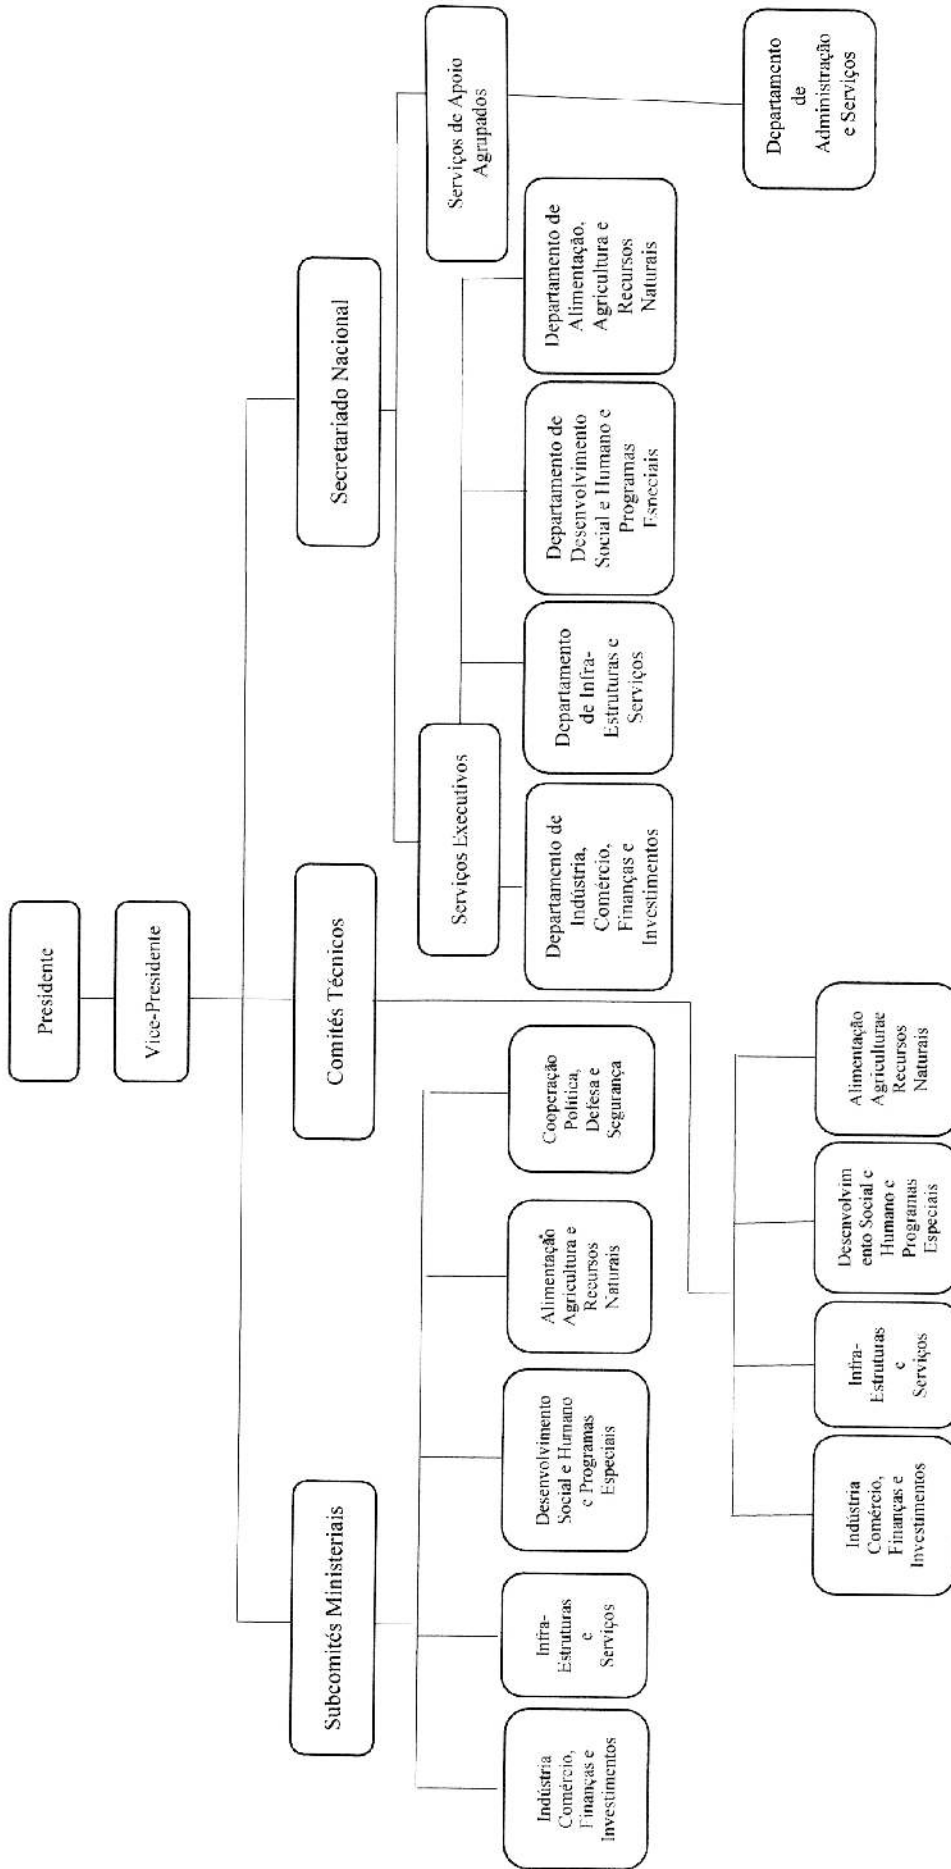 Presidente
Vice-Presidente
Subcomités Ministeriais
Comités Técnicos
Secretariado Nacional
Indústria
Comércio,
Finanças e
Investimentos
Infra-
Estruturas
e
Serviços
Desenvolvimento
Social e Humano
e Programas
Especiais
Alimentação
Agricultura e
Recursos
Naturais
Cooperação
Política,
Defesa e
Segurança
Serviços Executivos
Serviços de Apoio
Agrupados
Departamento de
Indústria,
Comércio,
Finanças e
Investimentos
Departamento
de Infra-
Estruturas e
Serviços
Departamento de
Desenvolvimento
Social e Humano e
Programas
Especiais
Departamento de
Alimentação,
Agricultura e
Recursos
Naturais
Departamento
de
Administração
e Serviços
Indústria
Comércio,
Finanças e
Investimentos
Infra-
Estruturas
e
Serviços
Desenvolvim
ento Social e
Humano e
Programas
Especiais
Alimentação
Agriculturae
Recursos
Naturais